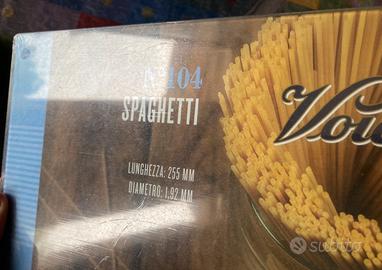 N°104
SPAGHETTI
LUNGHEZZA: 255 MM
DIAMETRO: 1,92 MM
subito